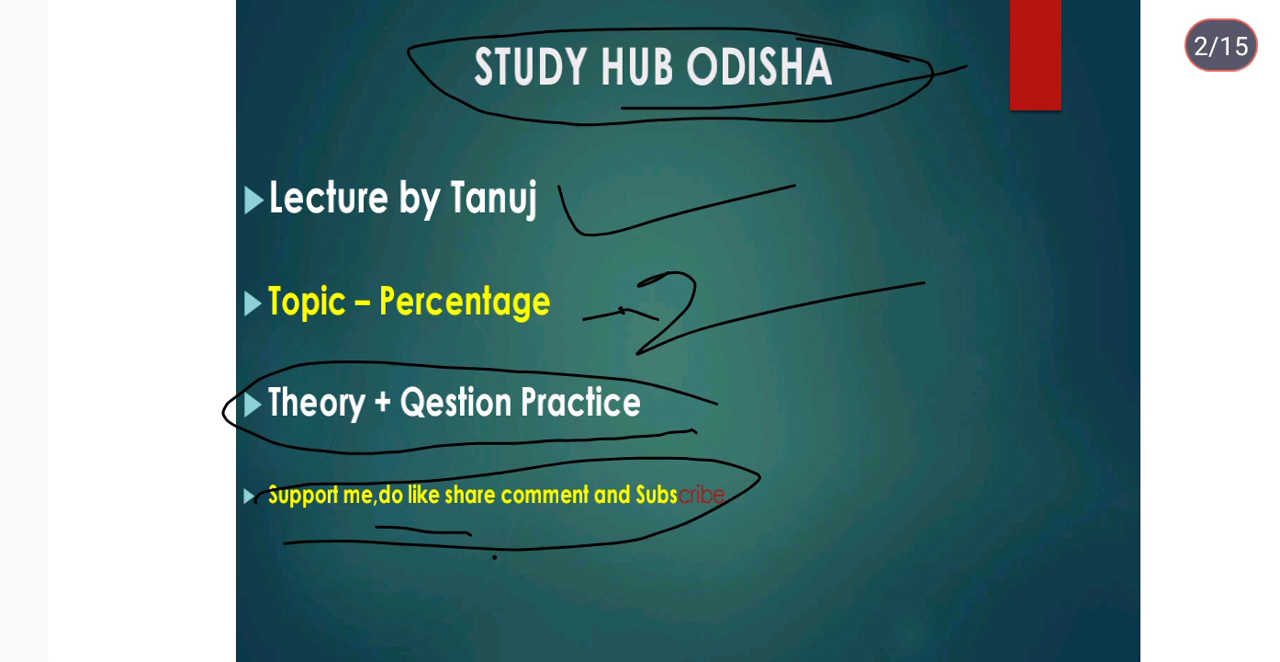 2/15
STUDY HUB ODISHA
Lecture by Tanuj
Topic – Percentage -2
Theory + Qestion Practice
Support me,do like share comment and Subscribe